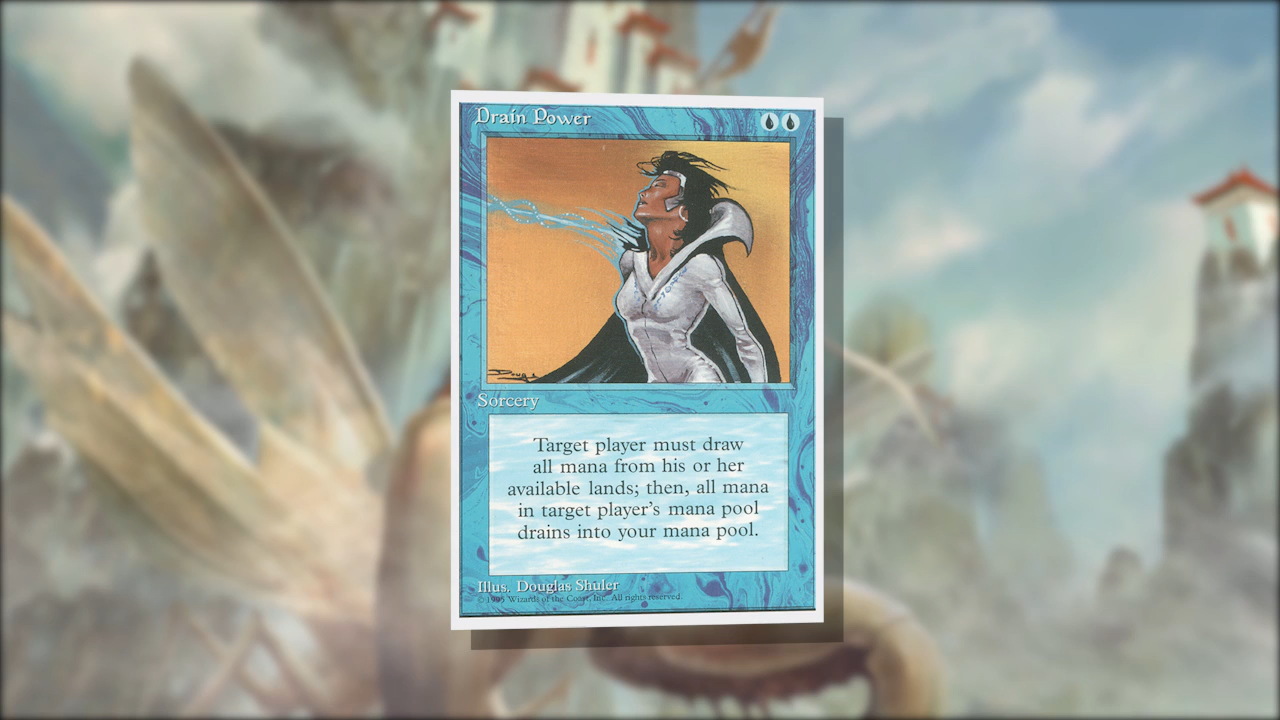 Drain Power
Sorcery
Target player must draw
all mana from his or her
available lands; then, all mana
in target player's mana pool
drains into your mana pool.
Illus. Douglas Shuler
© 1995 Wizards of the Coast, Inc. All rights reserved.